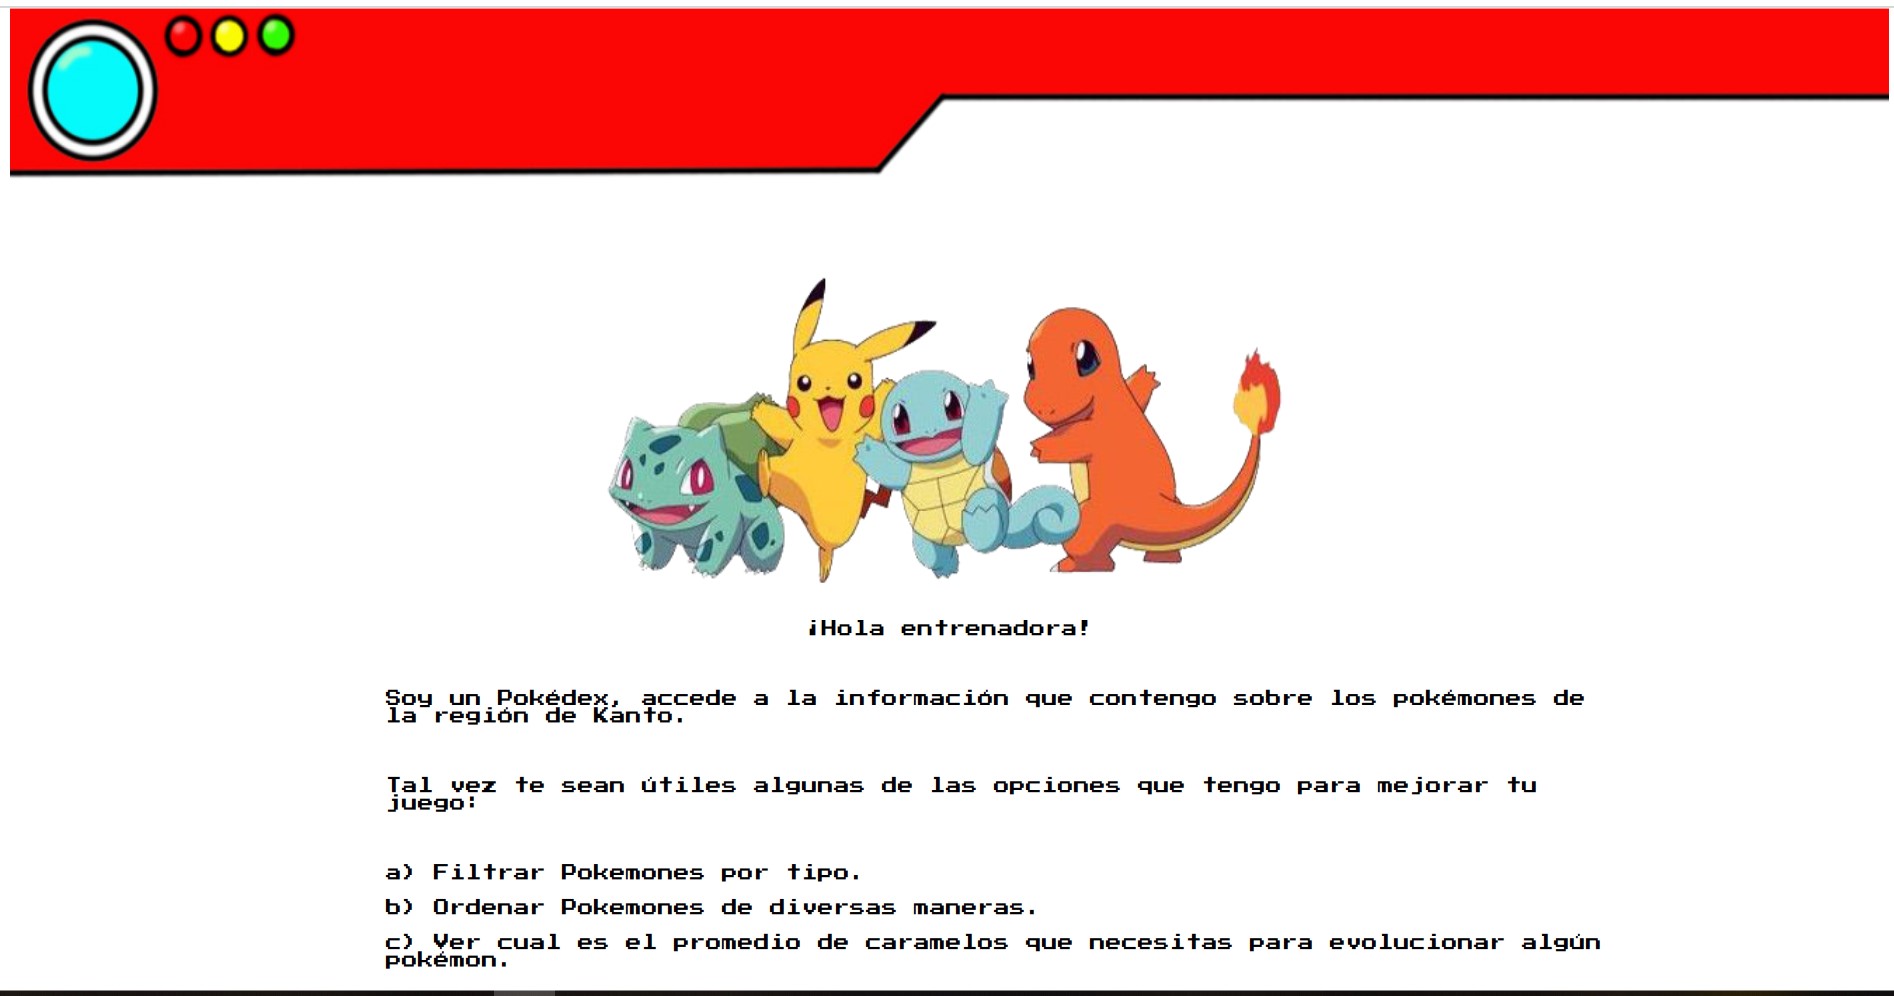 ¡Hola entrenadora!
Soy un Pokédex, accede a la información que contengo sobre los pokémones de
la región de Kanto.
Tal vez te sean útiles algunas de las opciones que tengo para mejorar tu
juego:
a) Filtrar Pokemones por tipo.
b) Ordenar Pokemones de diversas maneras.
c) Ver cual es el promedio de caramelos que necesitas para evolucionar algún
pokémon.